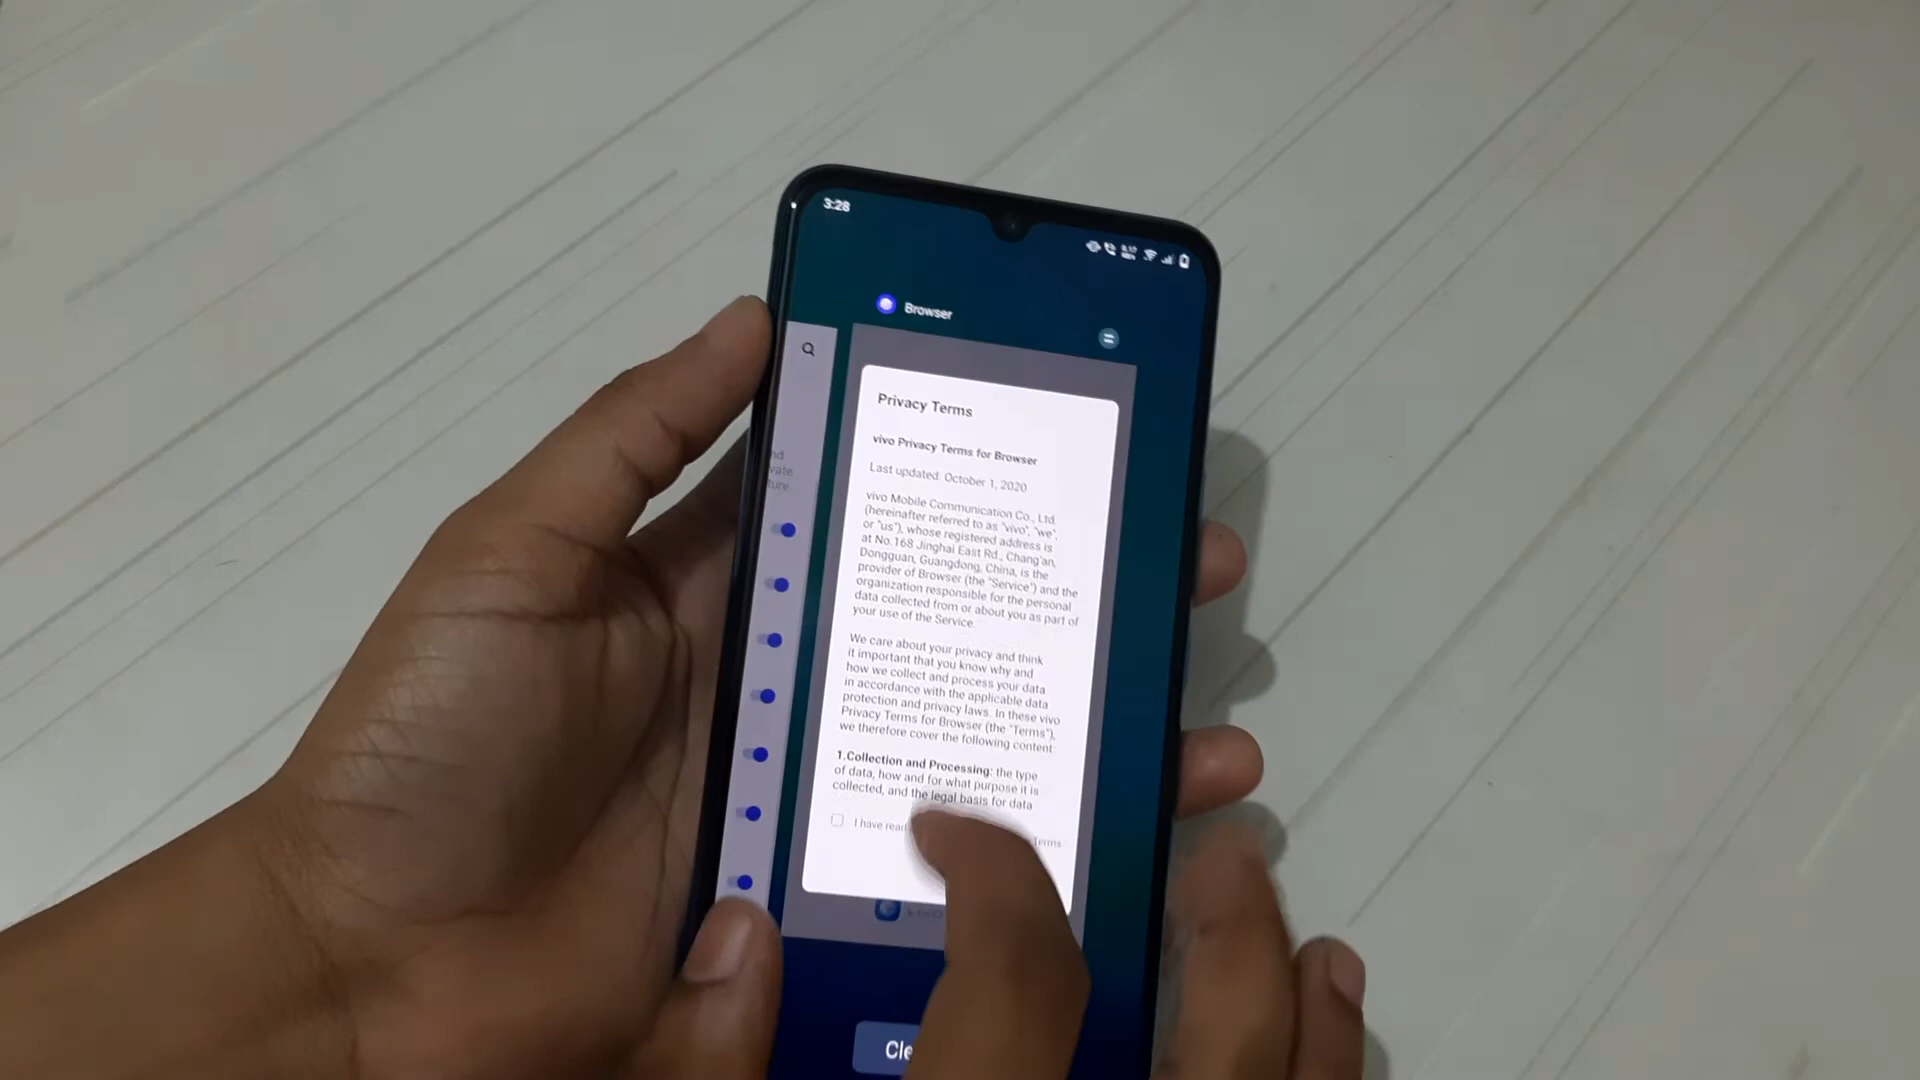 3:28
Browser
Privacy Terms
vivo Privacy Terms for Browser
Last updated: October 1, 2020
vivo Mobile Communication Co., Ltd.
(hereinafter referred to as "vivo", "we",
or "us"), whose registered address is
at No.168 Jinghai East Rd., Chang'an,
Dongguan, Guangdong, China, is the
provider of Browser (the "Service") and the
organization responsible for the personal
data collected from or about you as part of
your use of the Service.
We care about your privacy and think
it important that you know why and
how we collect and process your data
in accordance with the applicable data
protection and privacy laws. In these vivo
Privacy Terms for Browser (the "Terms"),
we therefore cover the following content:
1.Collection and Processing: the type
of data, how and for what purpose it is
collected, and the legal basis for data
I have read
Terms
nd
vate
ture.
Cle